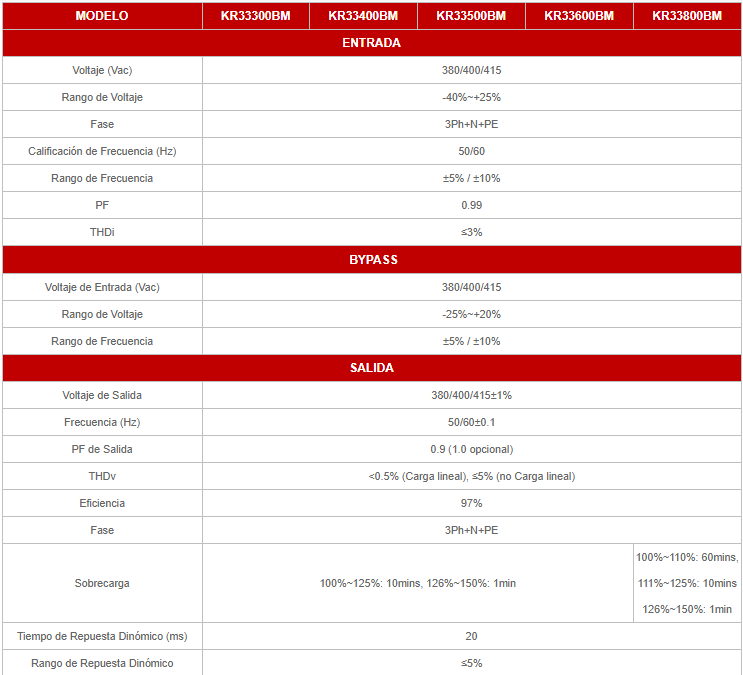 MODELO KR33300BM KR33400BM KR33500BM KR33600BM KR33800BM
ENTRADA
Voltaje (Vac) 380/400/415
Rango de Voltaje -40%~+25%
Fase 3Ph+N+PE
Calificación de Frecuencia (Hz) 50/60
Rango de Frecuencia ±5% / ±10%
PF 0.99
THDi ≤3%
BYPASS
Voltaje de Entrada (Vac) 380/400/415
Rango de Voltaje -25%~+20%
Rango de Frecuencia ±5% / ±10%
SALIDA
Voltaje de Salida 380/400/415±1%
Frecuencia (Hz) 50/60±0.1
PF de Salida 0.9 (1.0 opcional)
THDv <0.5% (Carga lineal), ≤5% (no Carga lineal)
Eficiencia 97%
Fase 3Ph+N+PE
Sobrecarga 100%~125%: 10mins, 126%~150%: 1min
100%~110%: 60mins,
111%~125%: 10mins
126%~150%: 1min
Tiempo de Repuesta Dinómico (ms) 20
Rango de Repuesta Dinómico ≤5%